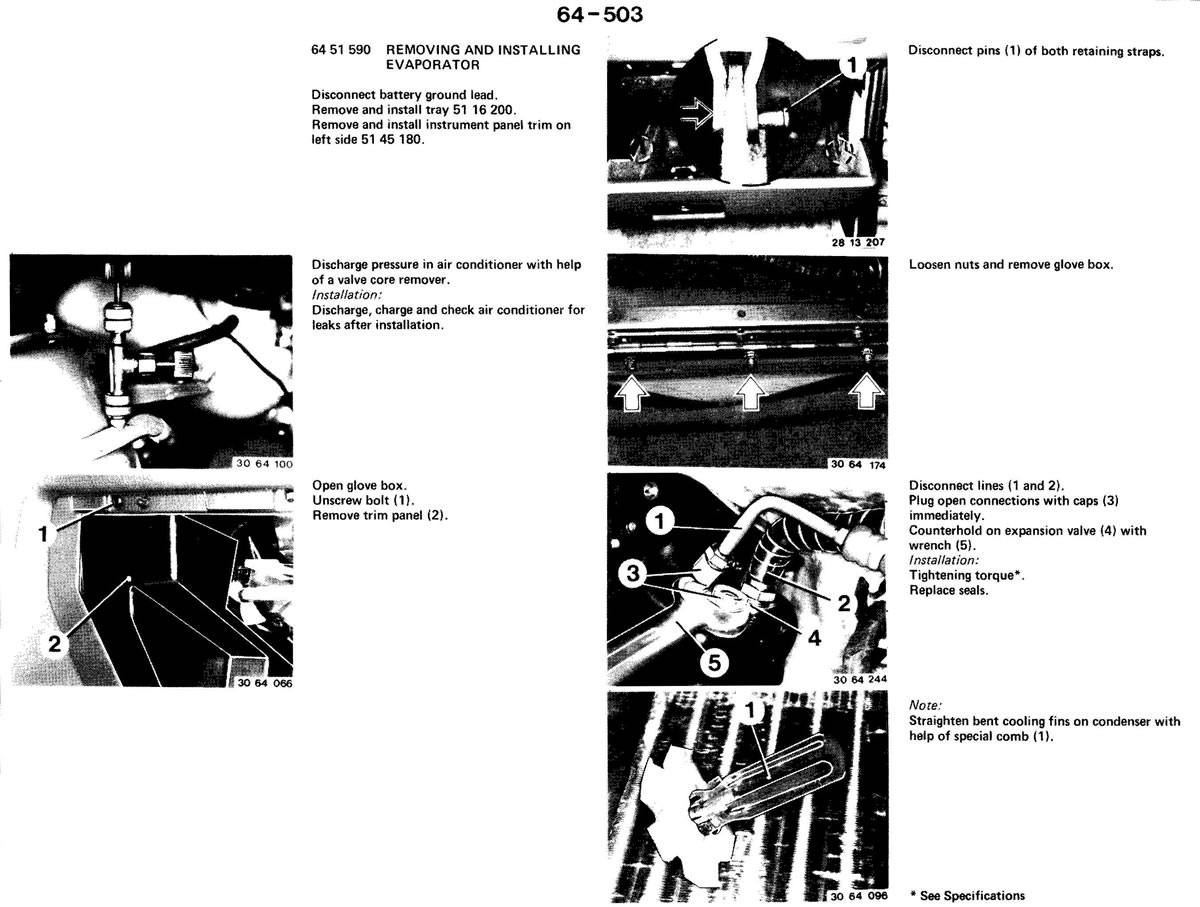 64-503
64 51 590 REMOVING AND INSTALLING
EVAPORATOR
Disconnect battery ground lead.
Remove and install tray 51 16 200.
Remove and install instrument panel trim on
left side 51 45 180.
Discharge pressure in air conditioner with help
of a valve core remover.
Installation:
Discharge, charge and check air conditioner for
leaks after installation.
30 64 100
Open glove box.
Unscrew bolt (1).
Remove trim panel (2).
1
2
30 64 066
Disconnect pins (1) of both retaining straps.
1
28 13 207
Loosen nuts and remove glove box.
30 64 174
Disconnect lines (1 and 2).
Plug open connections with caps (3)
immediately.
Counterhold on expansion valve (4) with
wrench (5).
Installation:
Tightening torque*.
Replace seals.
1
3
2
4
5
30 64 244
Note:
Straighten bent cooling fins on condenser with
help of special comb (1).
1
30 64 096
* See Specifications